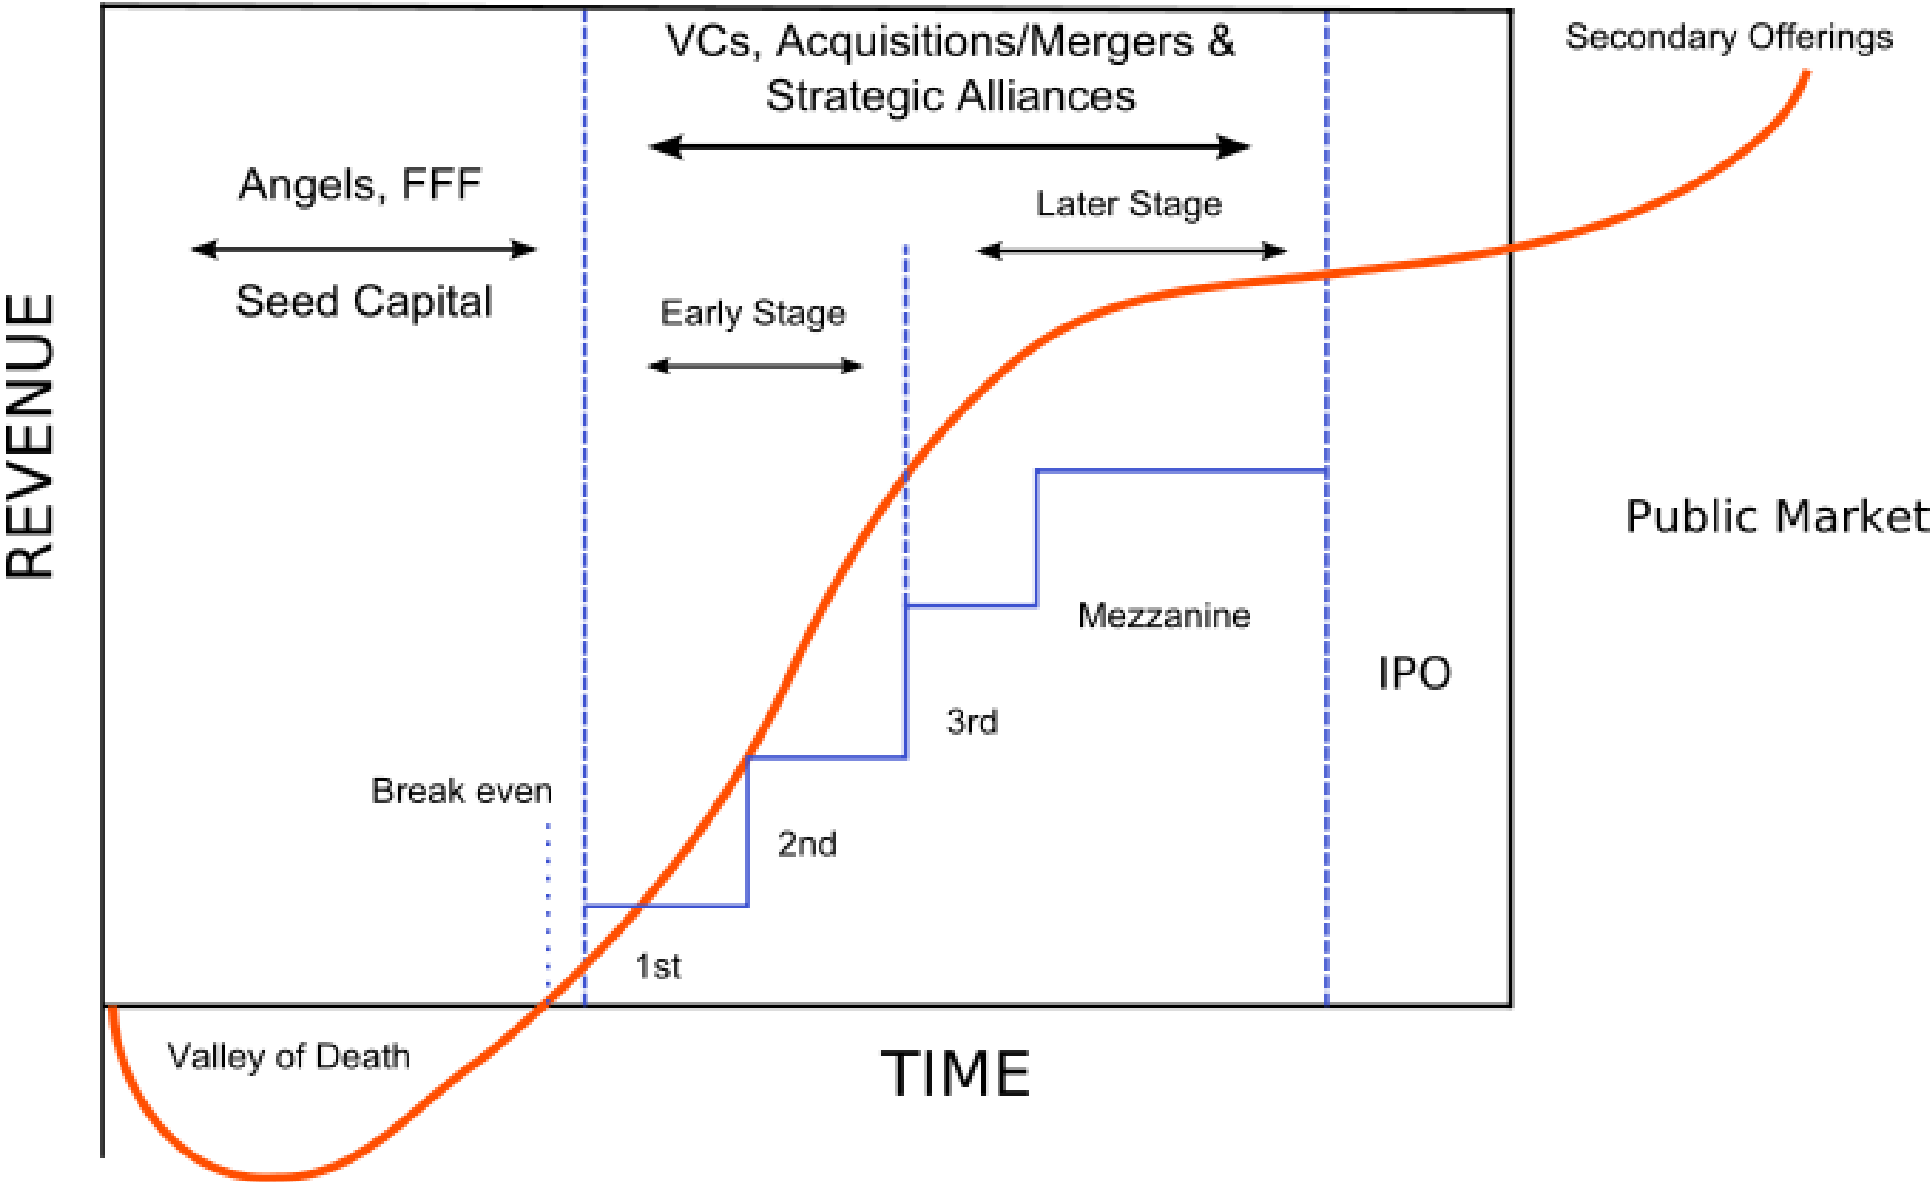 VCs, Acquisitions/Mergers &
Strategic Alliances
Secondary Offerings
Angels, FFF
Seed Capital
Later Stage
Early Stage
REVENUE
Public Market
Mezzanine
IPO
3rd
Break even
2nd
1st
Valley of Death
TIME